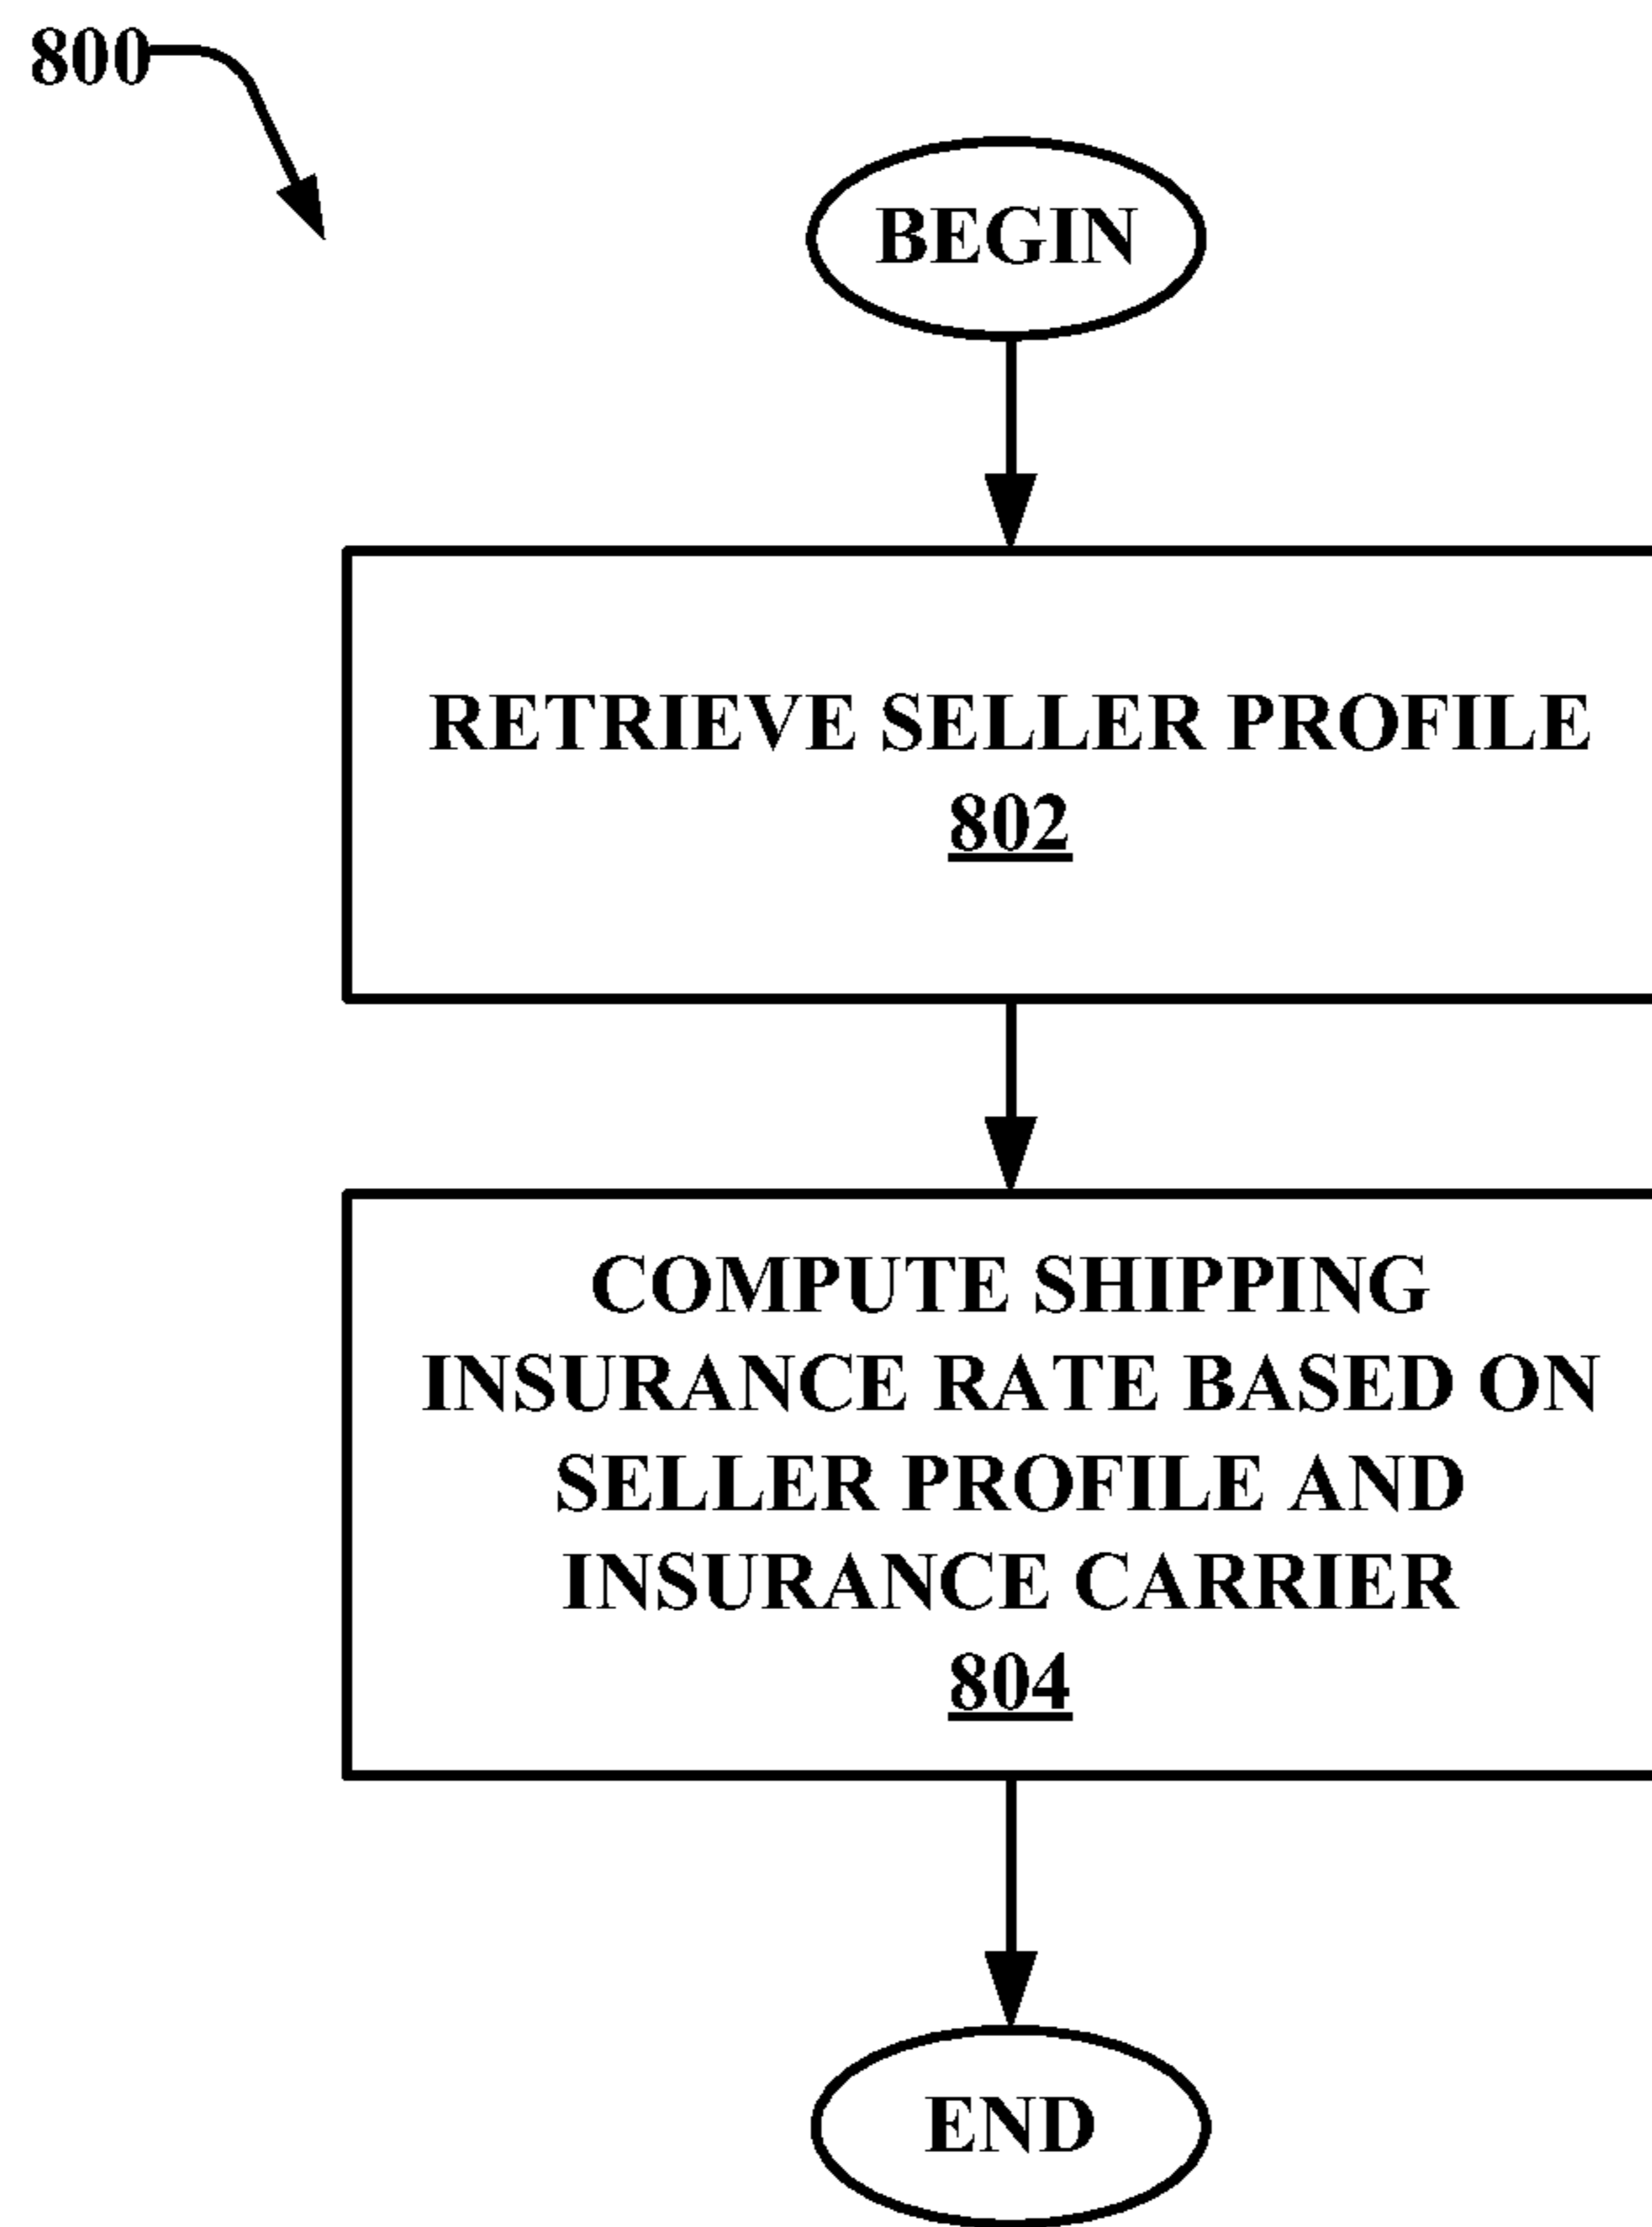 800
BEGIN
RETRIEVE SELLER PROFILE
802
COMPUTE SHIPPING
INSURANCE RATE BASED ON
SELLER PROFILE AND
INSURANCE CARRIER
804
END